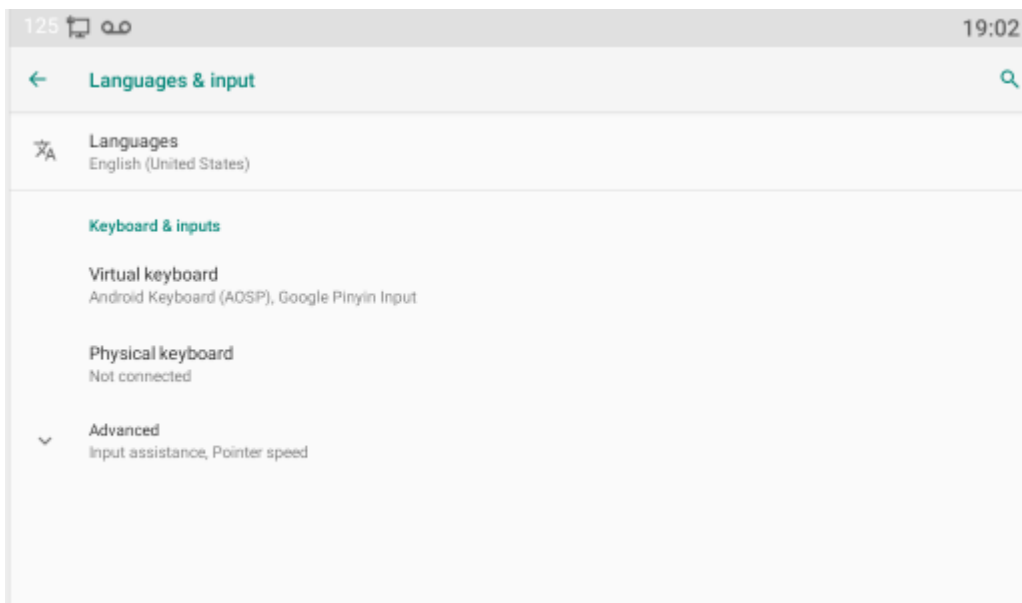 125 19:02
Languages & input
Languages
English (United States)
Keyboard & inputs
Virtual keyboard
Android Keyboard (AOSP), Google Pinyin Input
Physical keyboard
Not connected
Advanced
Input assistance, Pointer speed